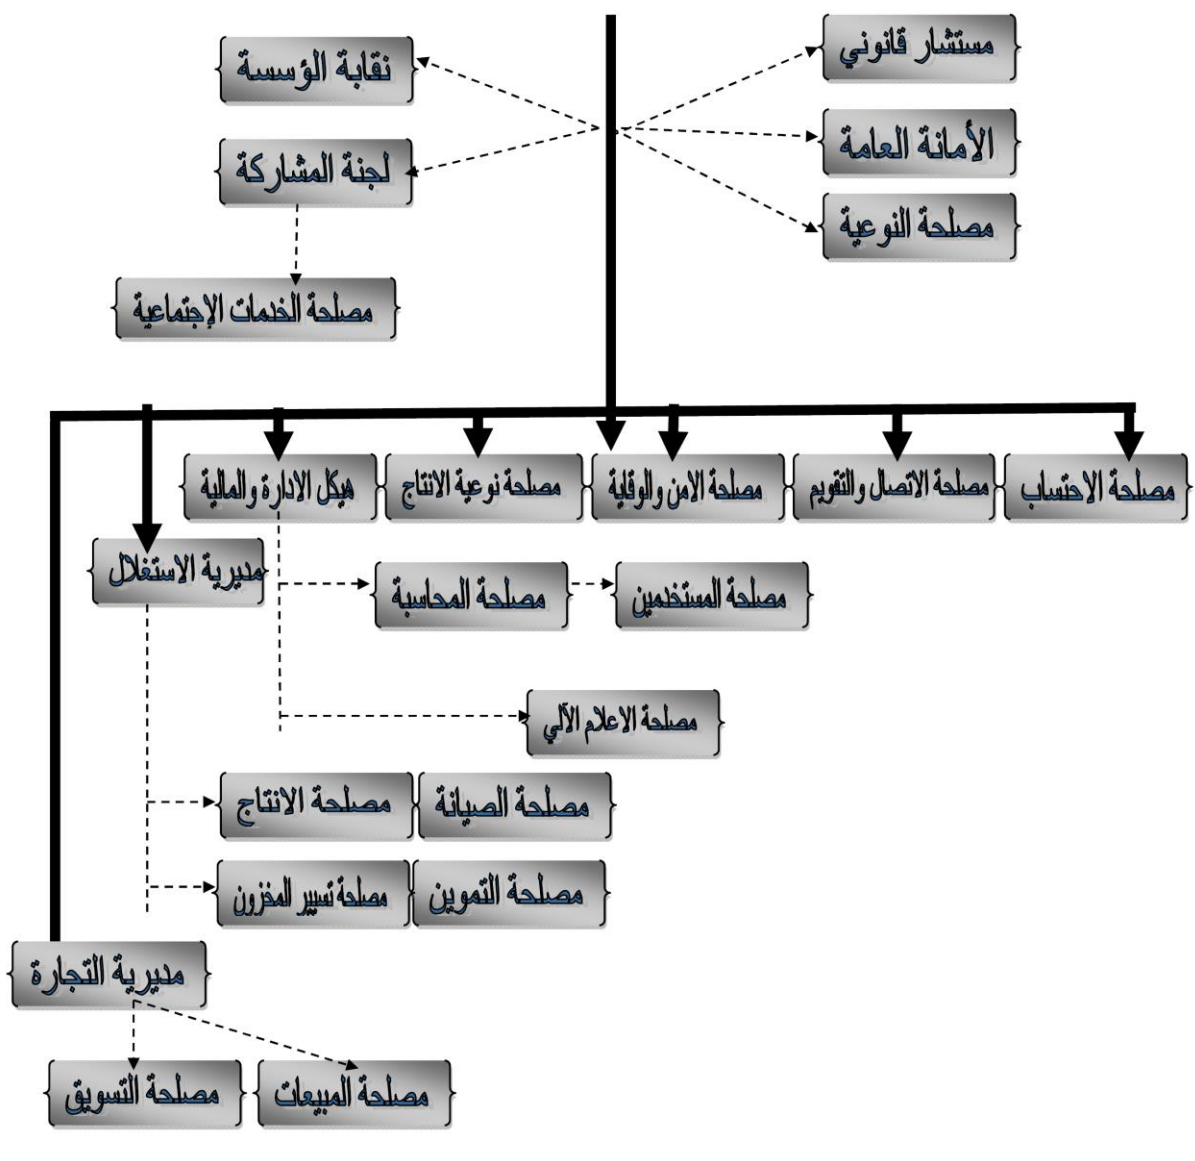 مستشار قانوني
نقابة الؤسسة
الأمانة العامة
لجنة المشاركة
مصلحة النوعية
مصلحة الخدمات الإجتماعية
مصلحة الاحتساب
مصلحة الاتصال والتقويم
مصلحة الامن والوقاية
مصلحة نوعية الانتاج
هيكل الادارة والمالية
مديرية الاستغلال
مصلحة المستخدمين
مصلحة المحاسبة
مصلحة الاعلام الآلي
مصلحة الصيانة
مصلحة الانتاج
مصلحة التموين
مصلحة تسيير المخزون
مديرية التجارة
مصلحة المبيعات
مصلحة التسويق